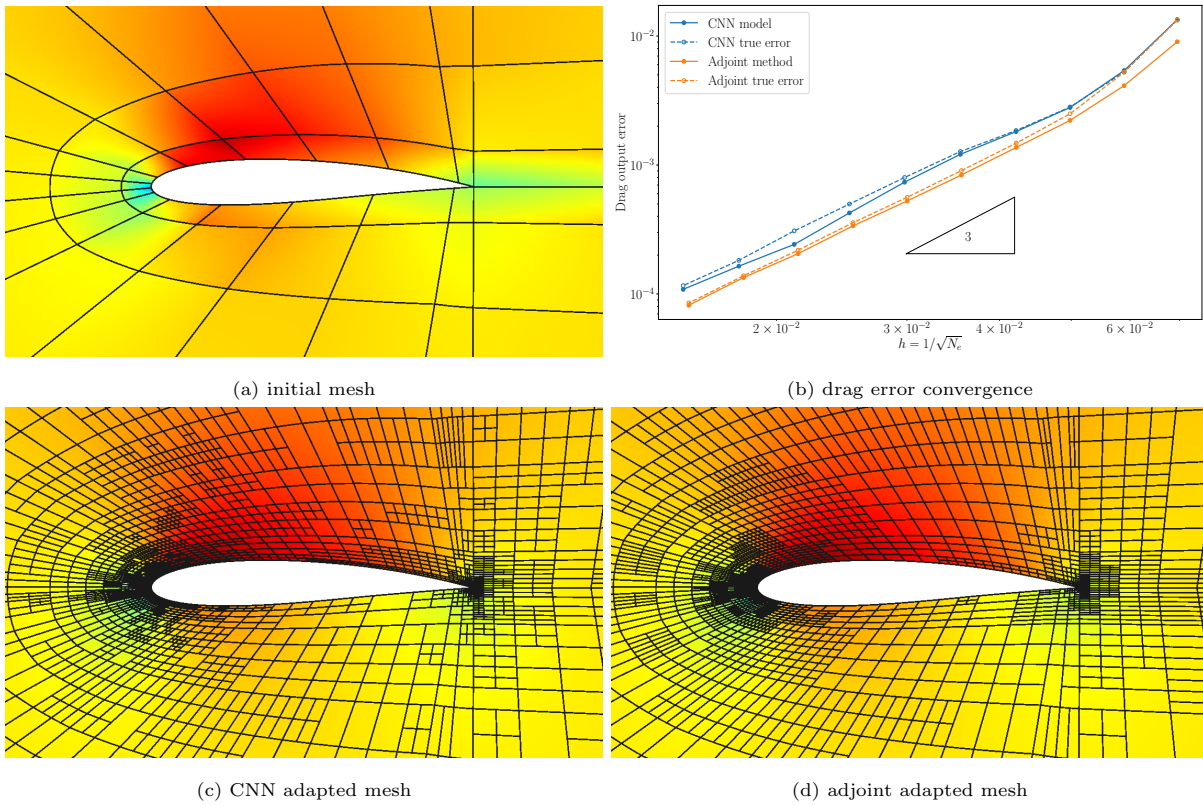 CNN model
CNN true error
Adjoint method
Adjoint true error
Drag output error
10⁻²
10⁻³
10⁻⁴
3
2 × 10⁻²
3 × 10⁻²
4 × 10⁻²
6 × 10⁻²
h = 1/√Nₑ
(a) initial mesh
(b) drag error convergence
(c) CNN adapted mesh
(d) adjoint adapted mesh